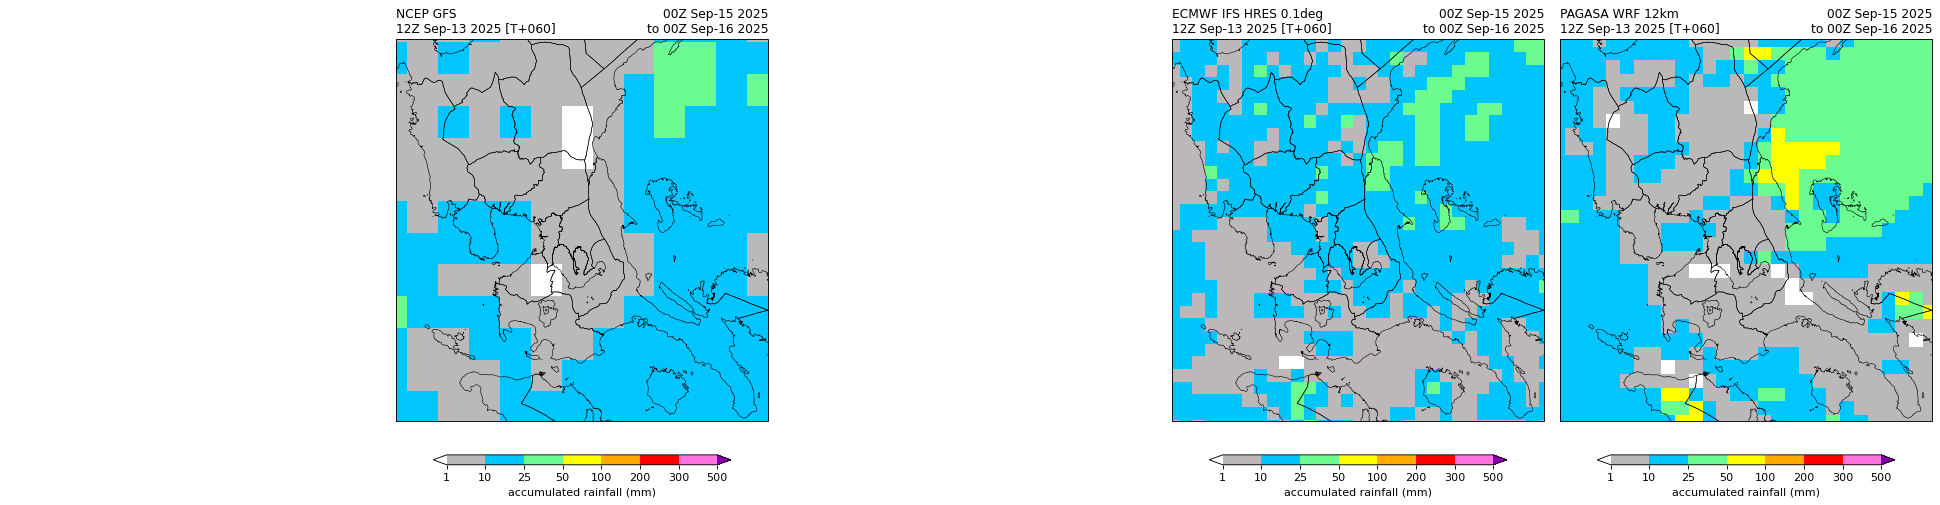 NCEP GFS 00Z Sep-15 2025
12Z Sep-13 2025 [T+060] to 00Z Sep-16 2025
1 10 25 50 100 200 300 500
accumulated rainfall (mm)
ECMWF IFS HRES 0.1deg 00Z Sep-15 2025
12Z Sep-13 2025 [T+060] to 00Z Sep-16 2025
1 10 25 50 100 200 300 500
accumulated rainfall (mm)
PAGASA WRF 12km 00Z Sep-15 2025
12Z Sep-13 2025 [T+060] to 00Z Sep-16 2025
1 10 25 50 100 200 300 500
accumulated rainfall (mm)